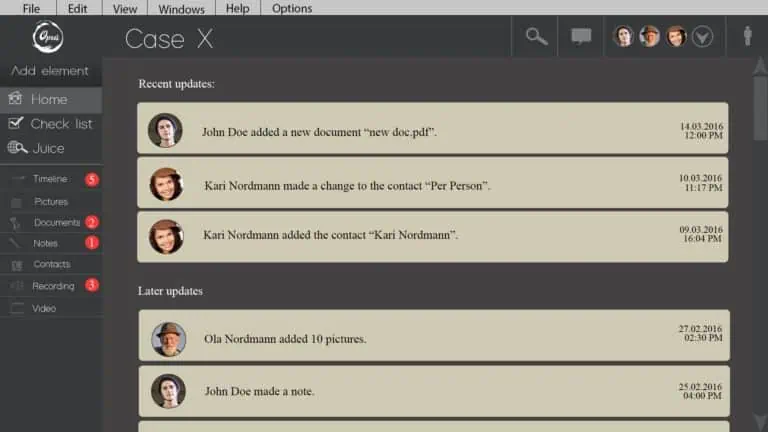 File Edit View Windows Help Options
Opus
Case X
Add element
Home
Check list
Juice
Timeline 5
Pictures
Documents 2
Notes 1
Contacts
Recording 3
Video
Recent updates:
John Doe added a new document “new doc.pdf”.
14.03.2016
12:00 PM
Kari Nordmann made a change to the contact “Per Person”.
10.03.2016
11:17 PM
Kari Nordmann added the contact “Kari Nordmann”.
09.03.2016
16:04 PM
Later updates
Ola Nordmann added 10 pictures.
27.02.2016
02:30 PM
John Doe made a note.
25.02.2016
04:00 PM